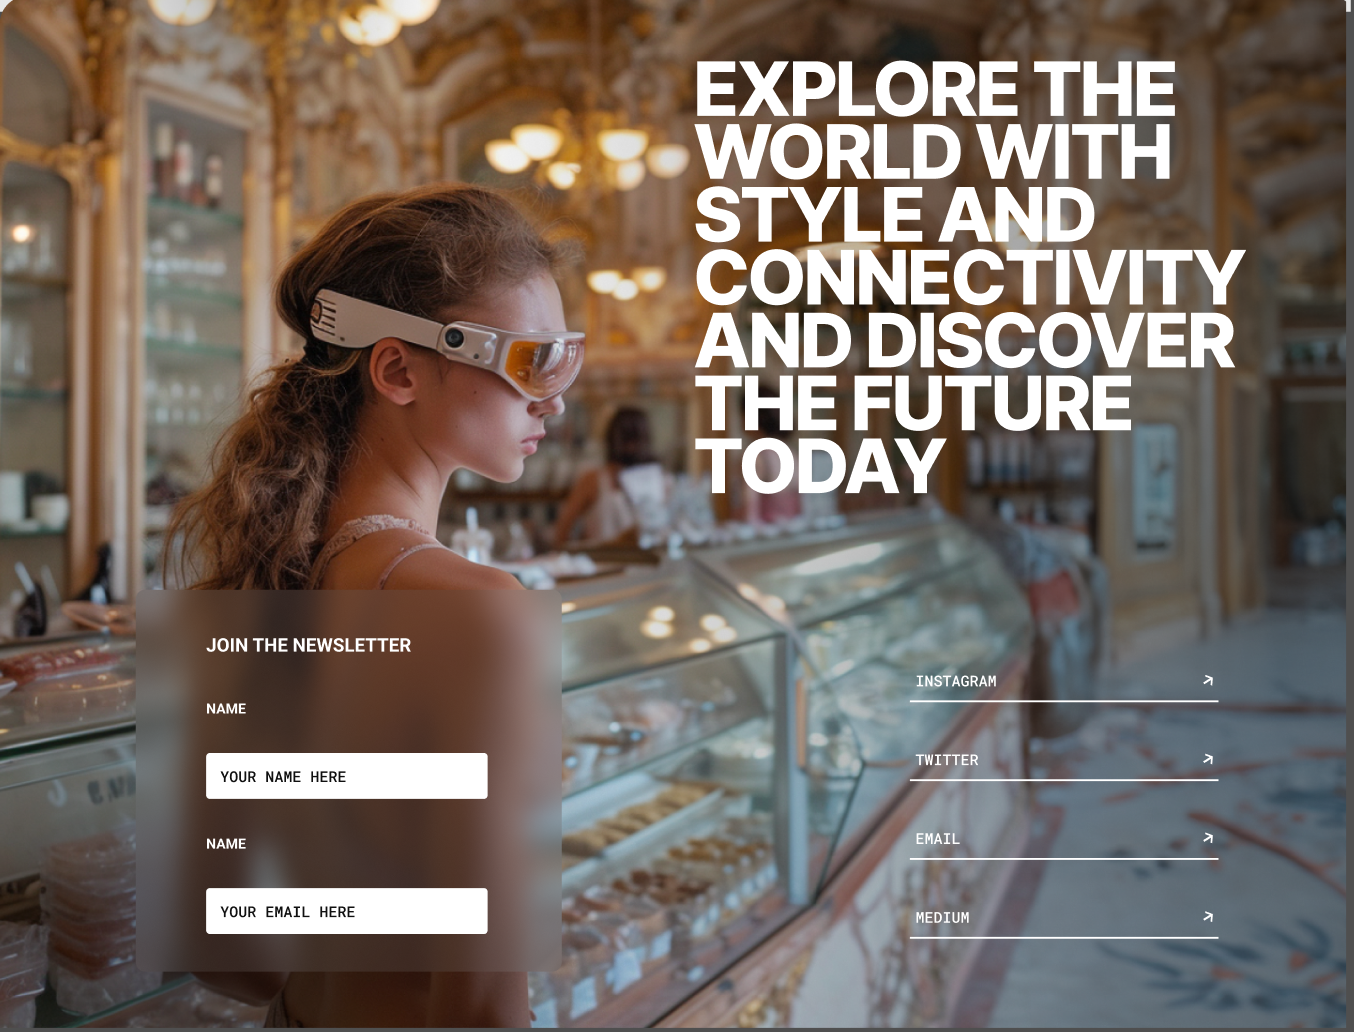 EXPLORE THE
WORLD WITH
STYLE AND
CONNECTIVITY
AND DISCOVER
THE FUTURE
TODAY
JOIN THE NEWSLETTER
NAME
YOUR NAME HERE
NAME
YOUR EMAIL HERE
INSTAGRAM
TWITTER
EMAIL
MEDIUM